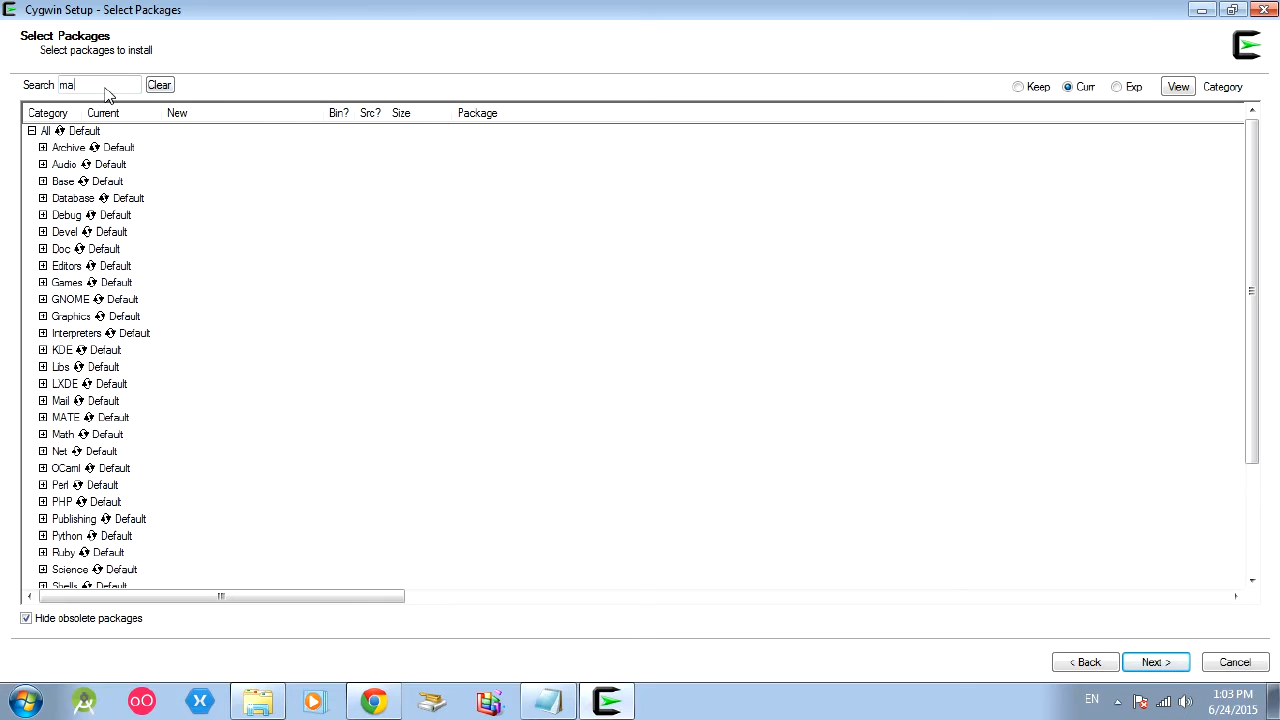 Cygwin Setup - Select Packages
Select Packages
Select packages to install
Search ma Clear Keep Curr Exp View Category
Category Current New Bin? Src? Size Package
All Default
Archive Default
Audio Default
Base Default
Database Default
Debug Default
Devel Default
Doc Default
Editors Default
Games Default
GNOME Default
Graphics Default
Interpreters Default
KDE Default
Libs Default
LXDE Default
Mail Default
MATE Default
Math Default
Net Default
OCaml Default
Perl Default
PHP Default
Publishing Default
Python Default
Ruby Default
Science Default
Shells Default
Hide obsolete packages
< Back Next > Cancel
EN 1:03 PM
6/24/2015